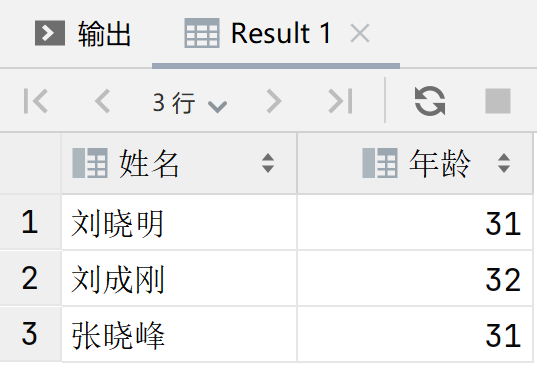 输出 Result 1
3 行
姓名 年龄
1 刘晓明 31
2 刘成刚 32
3 张晓峰 31